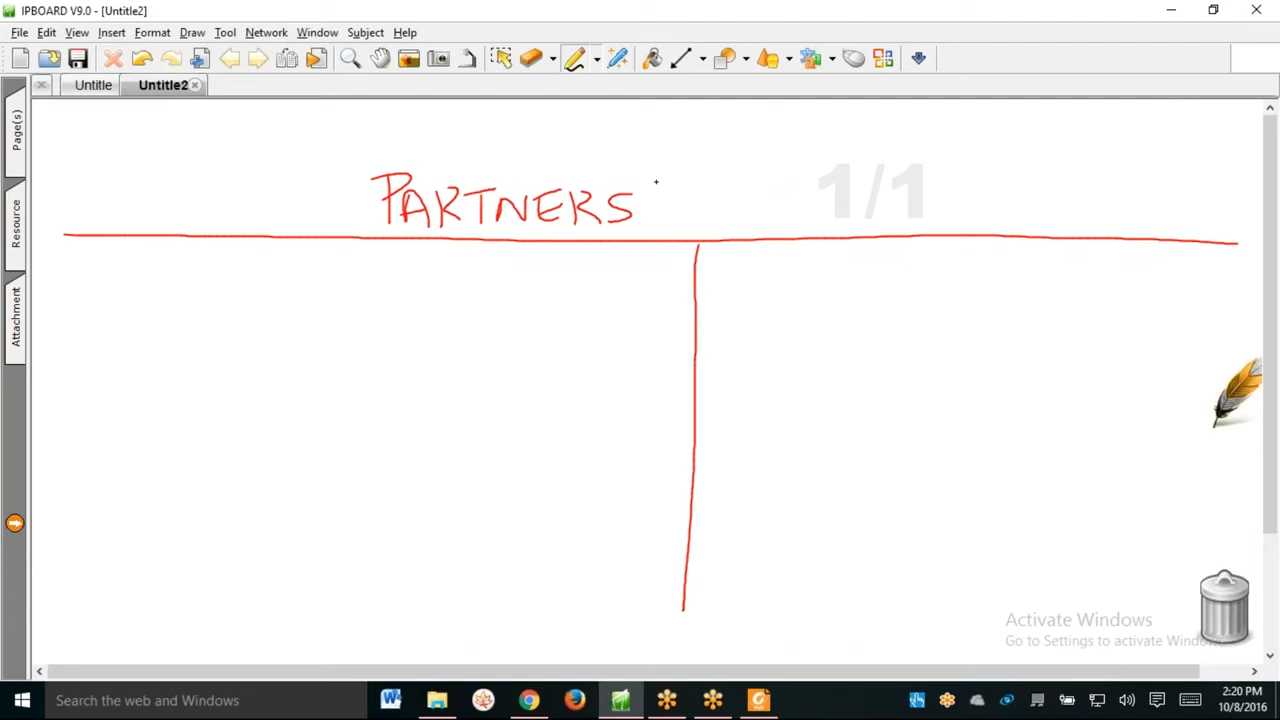 IPBOARD V9.0 - [Untitle2]
File Edit View Insert Format Draw Tool Network Window Subject Help
Untitle Untitle2
Page(s)
Resource
Attachment
1/1
PARTNERS
Activate Windows
Go to Settings to activate Windows
Search the web and Windows
2:20 PM
10/8/2016